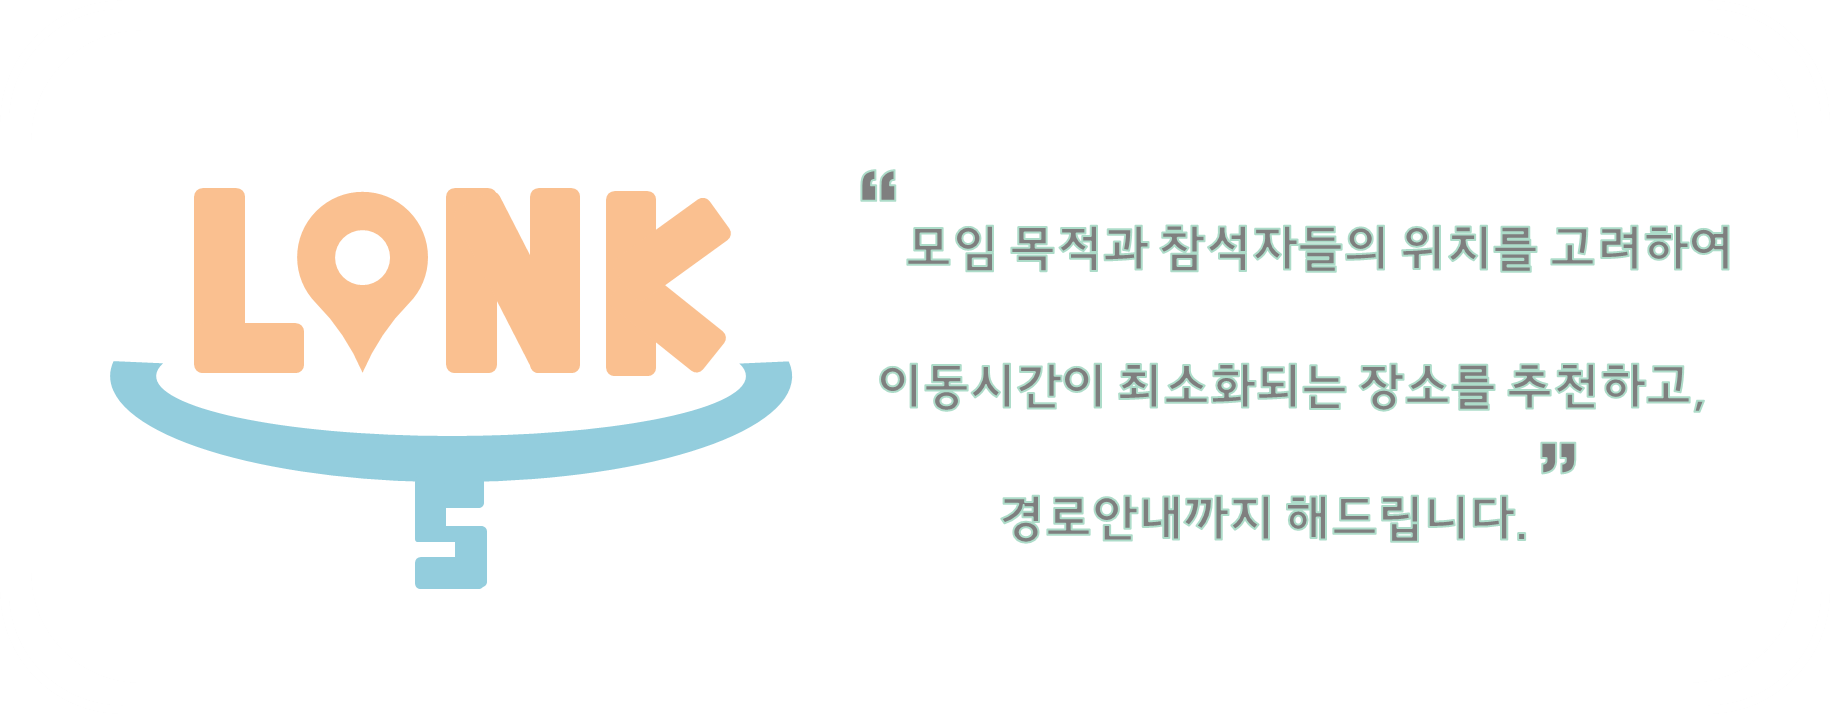 LONK
5
“ 모임 목적과 참석자들의 위치를 고려하여
이동시간이 최소화되는 장소를 추천하고,
경로안내까지 해드립니다. ”